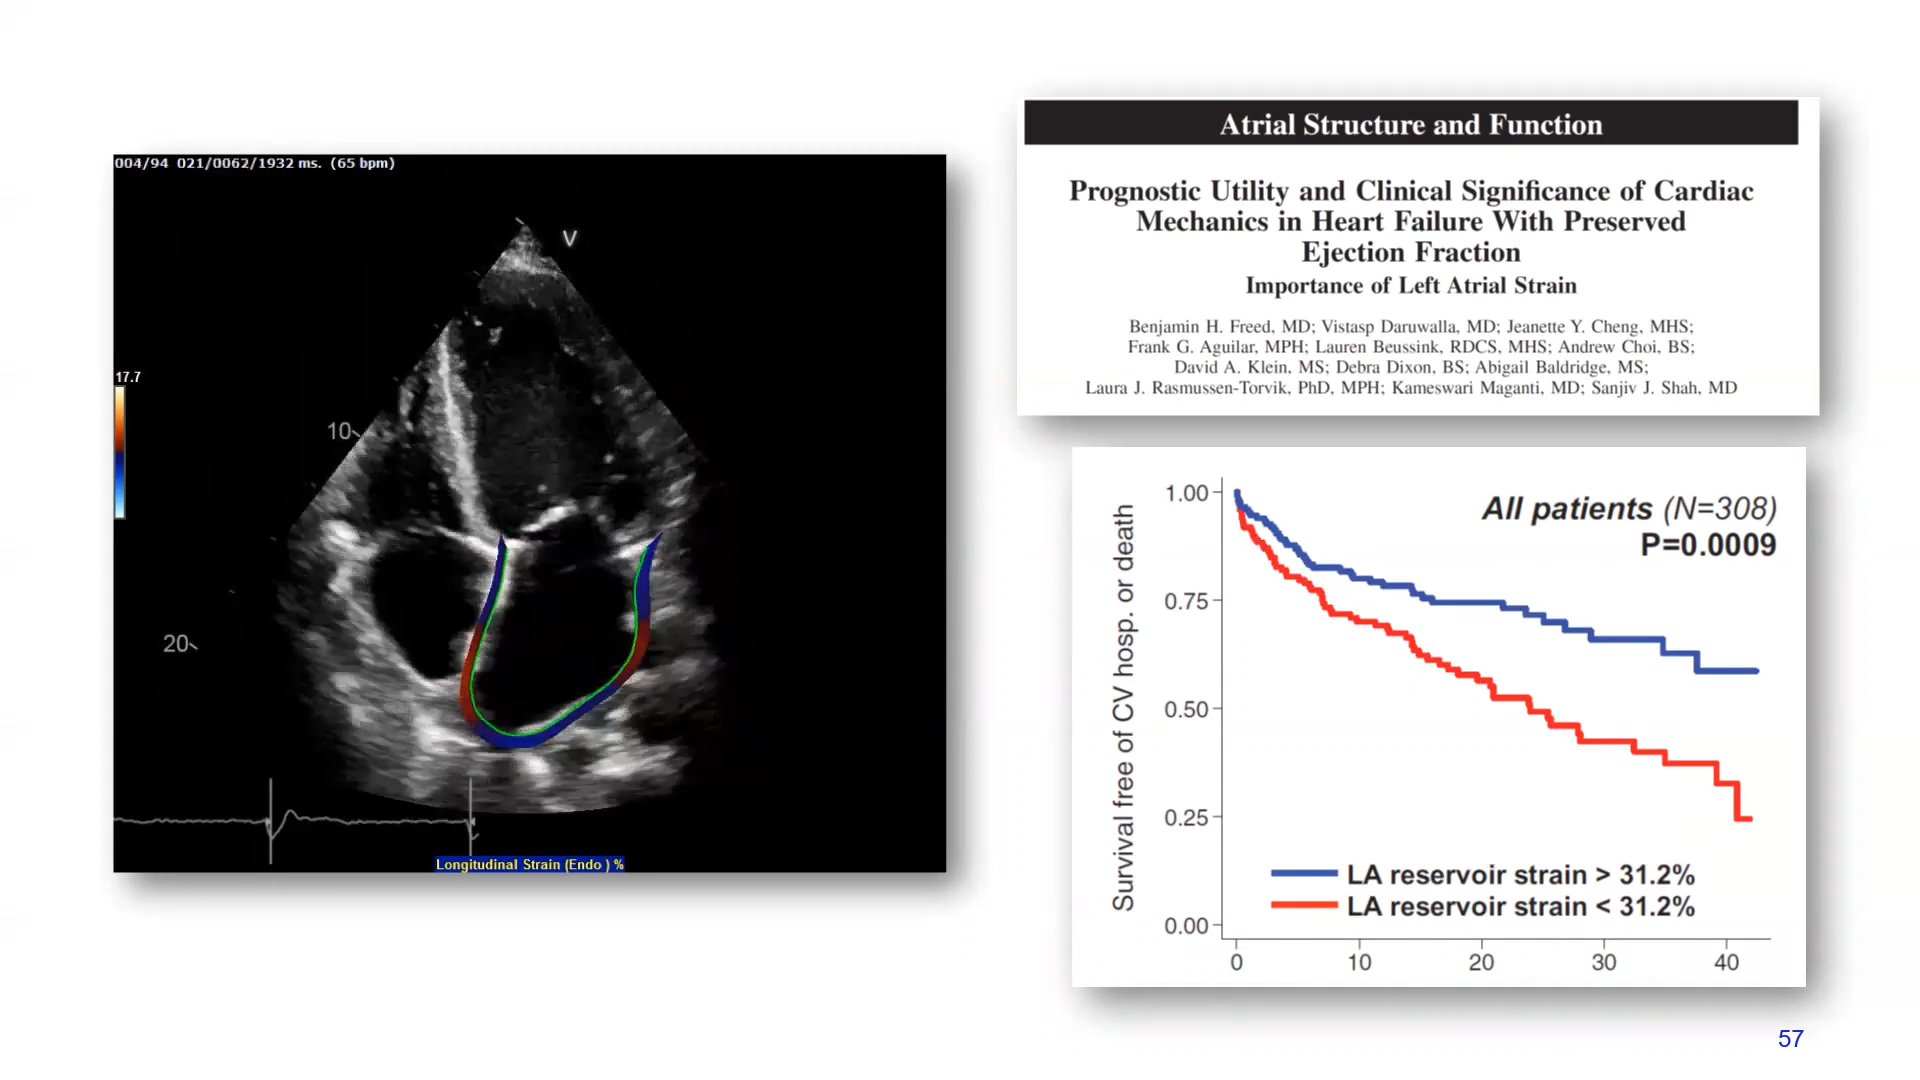 004/94 021/0062/1932 ms. (65 bpm)
V
17.7
10
20
Longitudinal Strain (Endo ) %
Atrial Structure and Function
Prognostic Utility and Clinical Significance of Cardiac
Mechanics in Heart Failure With Preserved
Ejection Fraction
Importance of Left Atrial Strain
Benjamin H. Freed, MD; Vistasp Daruwalla, MD; Jeanette Y. Cheng, MHS;
Frank G. Aguilar, MPH; Lauren Beussink, RDCS, MHS; Andrew Choi, BS;
David A. Klein, MS; Debra Dixon, BS; Abigail Baldridge, MS;
Laura J. Rasmussen-Torvik, PhD, MPH; Kameswari Maganti, MD; Sanjiv J. Shah, MD
Survival free of CV hosp. or death
1.00
0.75
0.50
0.25
0.00
All patients (N=308)
P=0.0009
LA reservoir strain > 31.2%
LA reservoir strain < 31.2%
0 10 20 30 40
57